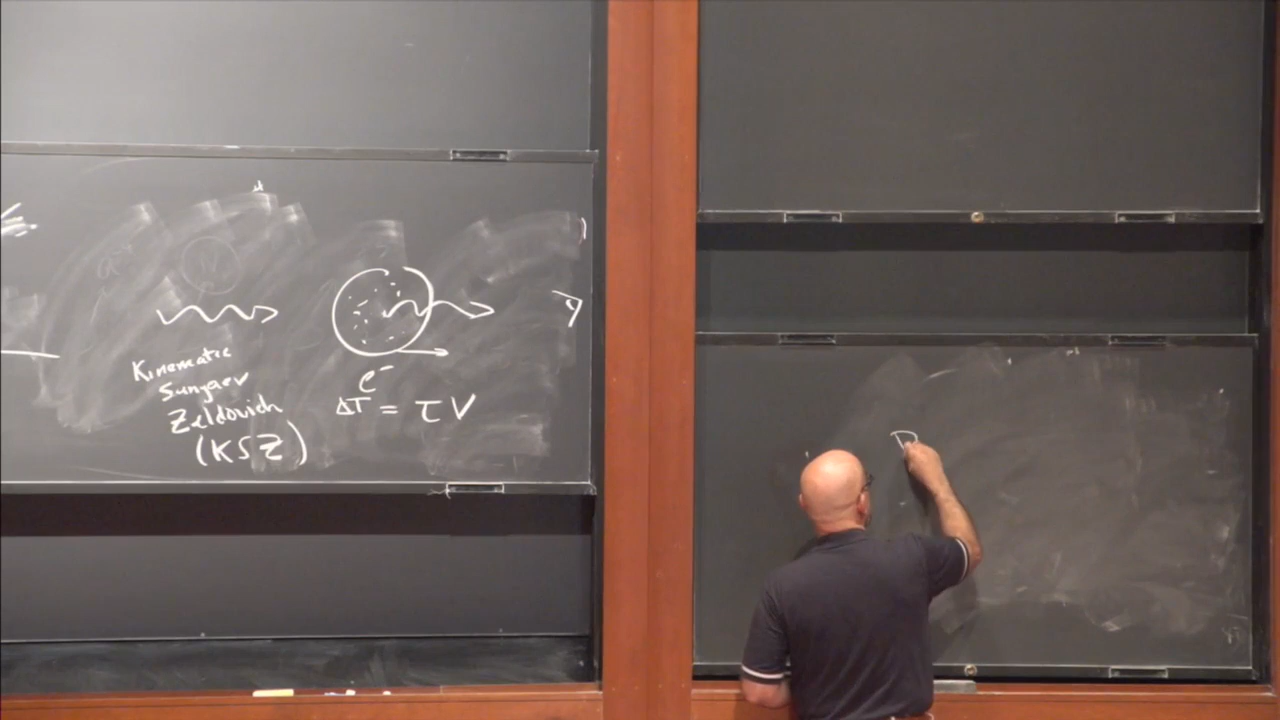 Kinematic
Sunyaev
Zeldovich
(KSZ)
e⁻
ΔT = τV